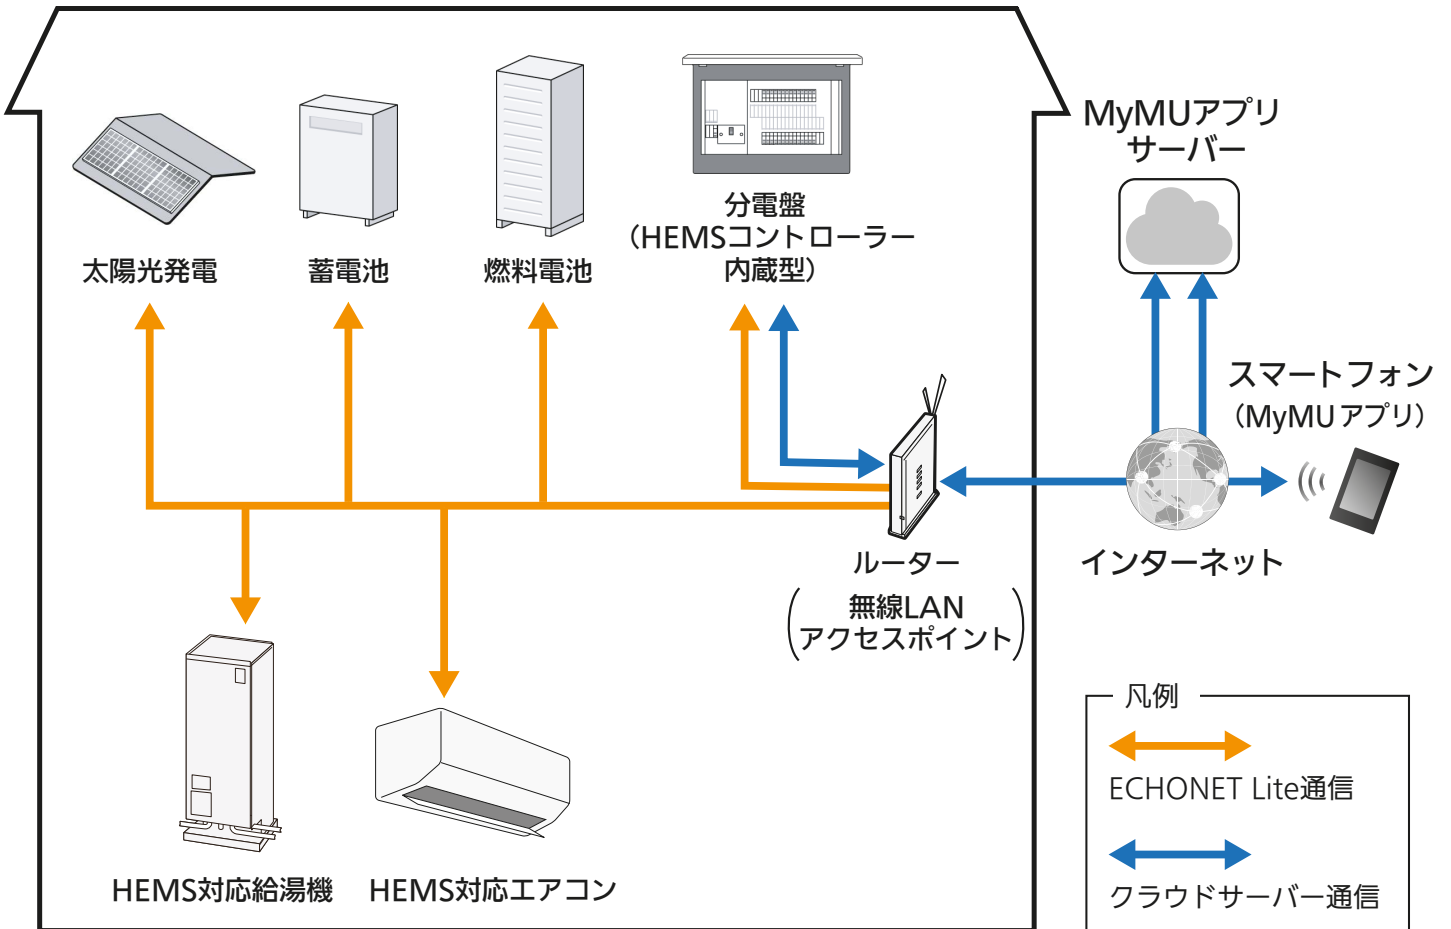 MyMUアプリ
サーバー
分電盤
（HEMSコントローラー
内蔵型）
太陽光発電
蓄電池
燃料電池
スマートフォン
（MyMUアプリ）
ルーター
（無線LAN
アクセスポイント）
インターネット
HEMS対応給湯機
HEMS対応エアコン
凡例
ECHONET Lite通信
クラウドサーバー通信